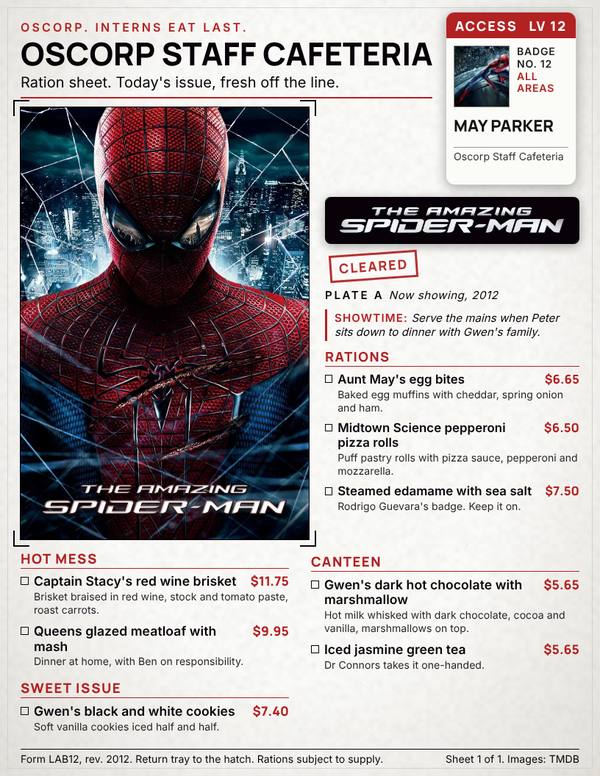 OSCORP. INTERNS EAT LAST.
OSCORP STAFF CAFETERIA
Ration sheet. Today's issue, fresh off the line.
ACCESS LV 12
BADGE
NO. 12
ALL
AREAS
MAY PARKER
Oscorp Staff Cafeteria
THE AMAZING
SPIDER-MAN
CLEARED
PLATE A Now showing, 2012
SHOWTIME: Serve the mains when Peter
sits down to dinner with Gwen's family.
RATIONS
Aunt May's egg bites $6.65
Baked egg muffins with cheddar, spring onion
and ham.
Midtown Science pepperoni $6.50
pizza rolls
Puff pastry rolls with pizza sauce, pepperoni and
mozzarella.
Steamed edamame with sea salt $7.50
Rodrigo Guevara's badge. Keep it on.
THE AMAZING
SPIDER-MAN
HOT MESS
Captain Stacy's red wine brisket $11.75
Brisket braised in red wine, stock and tomato paste,
roast carrots.
Queens glazed meatloaf with $9.95
mash
Dinner at home, with Ben on responsibility.
SWEET ISSUE
Gwen's black and white cookies $7.40
Soft vanilla cookies iced half and half.
CANTEEN
Gwen's dark hot chocolate with $5.65
marshmallow
Hot milk whisked with dark chocolate, cocoa and
vanilla, marshmallows on top.
Iced jasmine green tea $5.65
Dr Connors takes it one-handed.
Form LAB12, rev. 2012. Return tray to the hatch. Rations subject to supply. Sheet 1 of 1. Images: TMDB